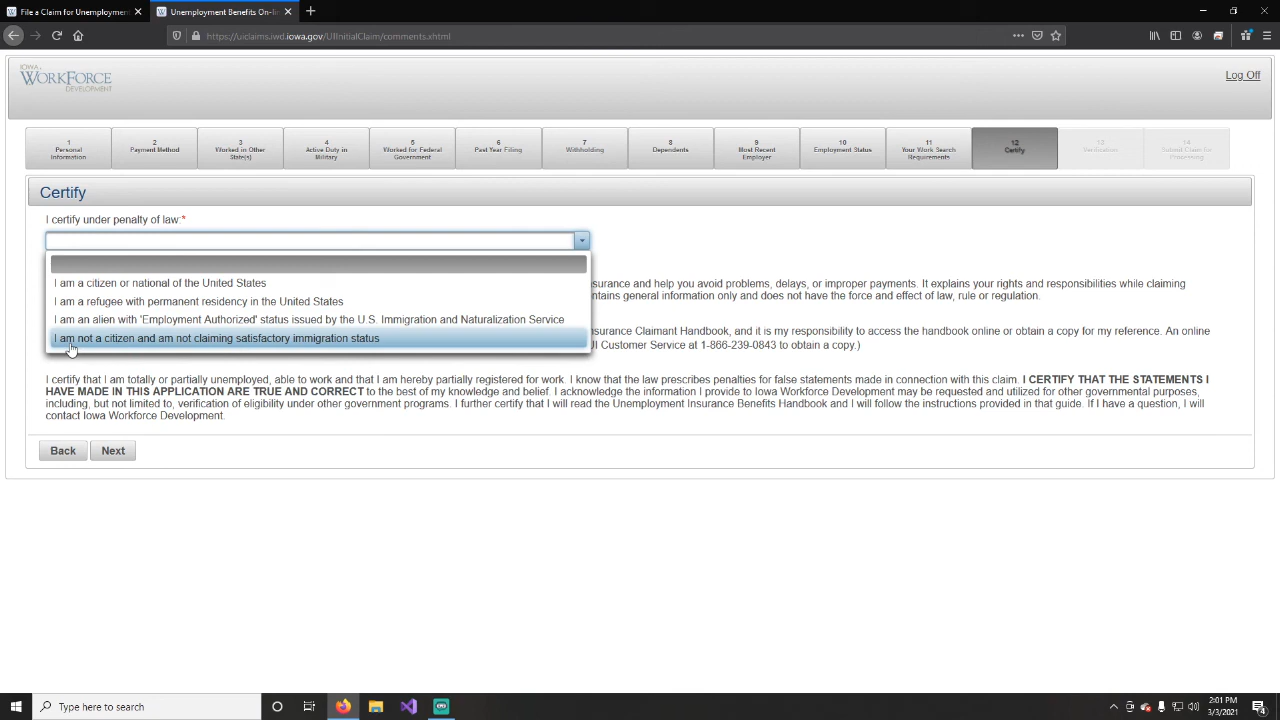 File a Claim for Unemployment
Unemployment Benefits On-lin
https://uiclaims.iwd.iowa.gov/UIInitialClaim/comments.xhtml
IOWA
WORKFORCE
DEVELOPMENT
Log Off
1 Personal Information
2 Payment Method
3 Worked in Other State(s)
4 Active Duty in Military
5 Worked for Federal Government
6 Past Year Filing
7 Withholding
8 Dependents
9 Most Recent Employer
10 Employment Status
11 Your Work Search Requirements
12 Certify
13 Verification
14 Submit Claim for Processing
Certify
I certify under penalty of law:*
I am a citizen or national of the United States
I am a refugee with permanent residency in the United States
I am an alien with 'Employment Authorized' status issued by the U.S. Immigration and Naturalization Service
I am not a citizen and am not claiming satisfactory immigration status
surance and help you avoid problems, delays, or improper payments. It explains your rights and responsibilities while claiming
ntains general information only and does not have the force and effect of law, rule or regulation.
surance Claimant Handbook, and it is my responsibility to access the handbook online or obtain a copy for my reference. An online
UI Customer Service at 1-866-239-0843 to obtain a copy.)
I certify that I am totally or partially unemployed, able to work and that I am hereby partially registered for work. I know that the law prescribes penalties for false statements made in connection with this claim. I CERTIFY THAT THE STATEMENTS I
HAVE MADE IN THIS APPLICATION ARE TRUE AND CORRECT to the best of my knowledge and belief. I acknowledge the information I provide to Iowa Workforce Development may be requested and utilized for other governmental purposes,
including, but not limited to, verification of eligibility under other government programs. I further certify that I will read the Unemployment Insurance Benefits Handbook and I will follow the instructions provided in that guide. If I have a question, I will
contact Iowa Workforce Development.
Back
Next
Type here to search
2:01 PM
3/3/2021
4